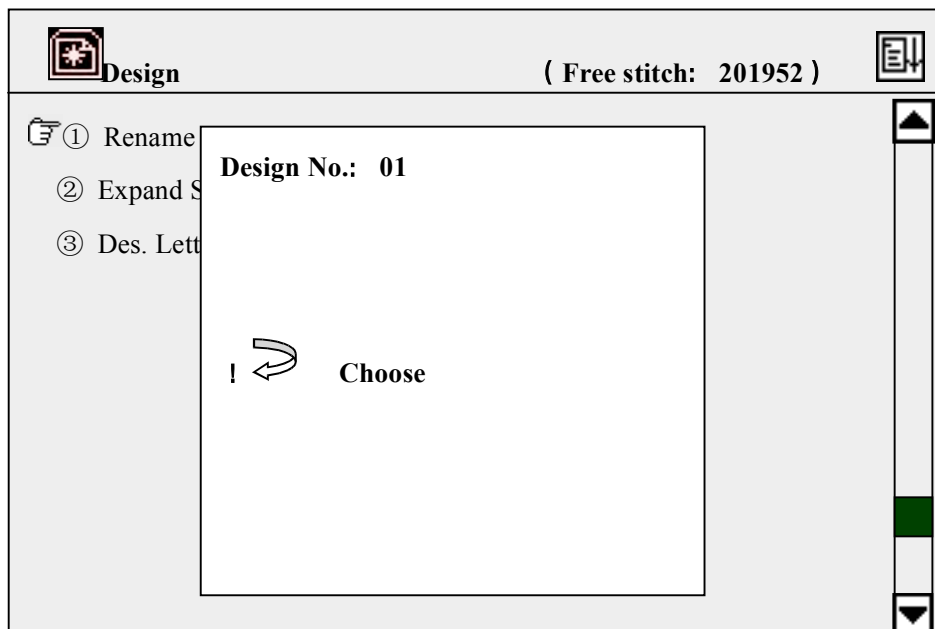 Design ( Free stitch: 201952 )
① Rename
② Expand S
③ Des. Lett
Design No.: 01
! Choose